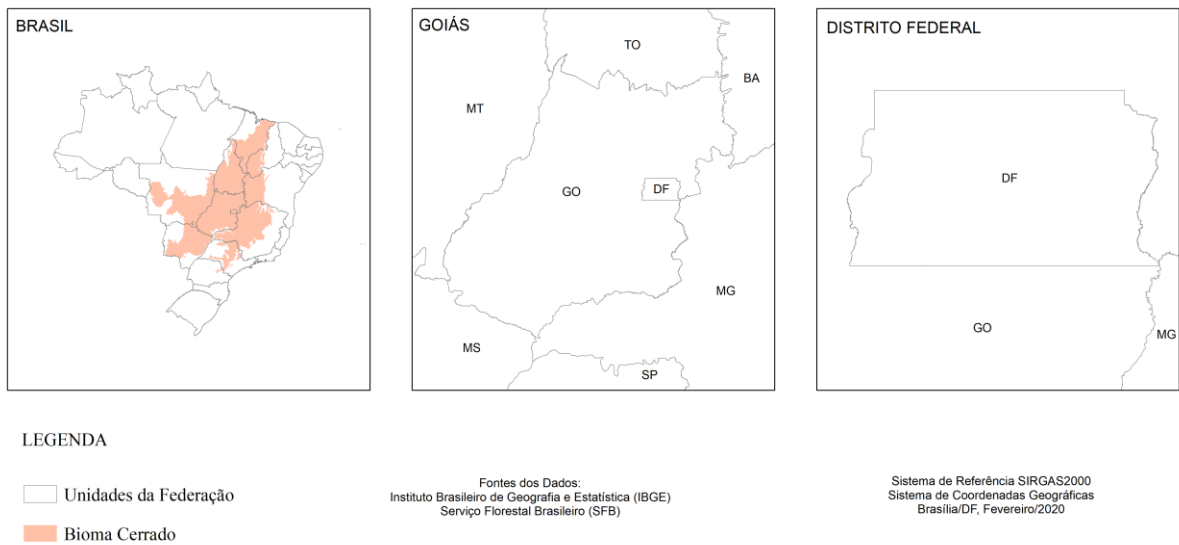 BRASIL
GOIÁS
TO
BA
MT
GO
DF
MG
MS
SP
DISTRITO FEDERAL
DF
GO
MG
LEGENDA
Unidades da Federação
Bioma Cerrado
Fontes dos Dados:
Instituto Brasileiro de Geografia e Estatística (IBGE)
Serviço Florestal Brasileiro (SFB)
Sistema de Referência SIRGAS2000
Sistema de Coordenadas Geográficas
Brasília/DF, Fevereiro/2020